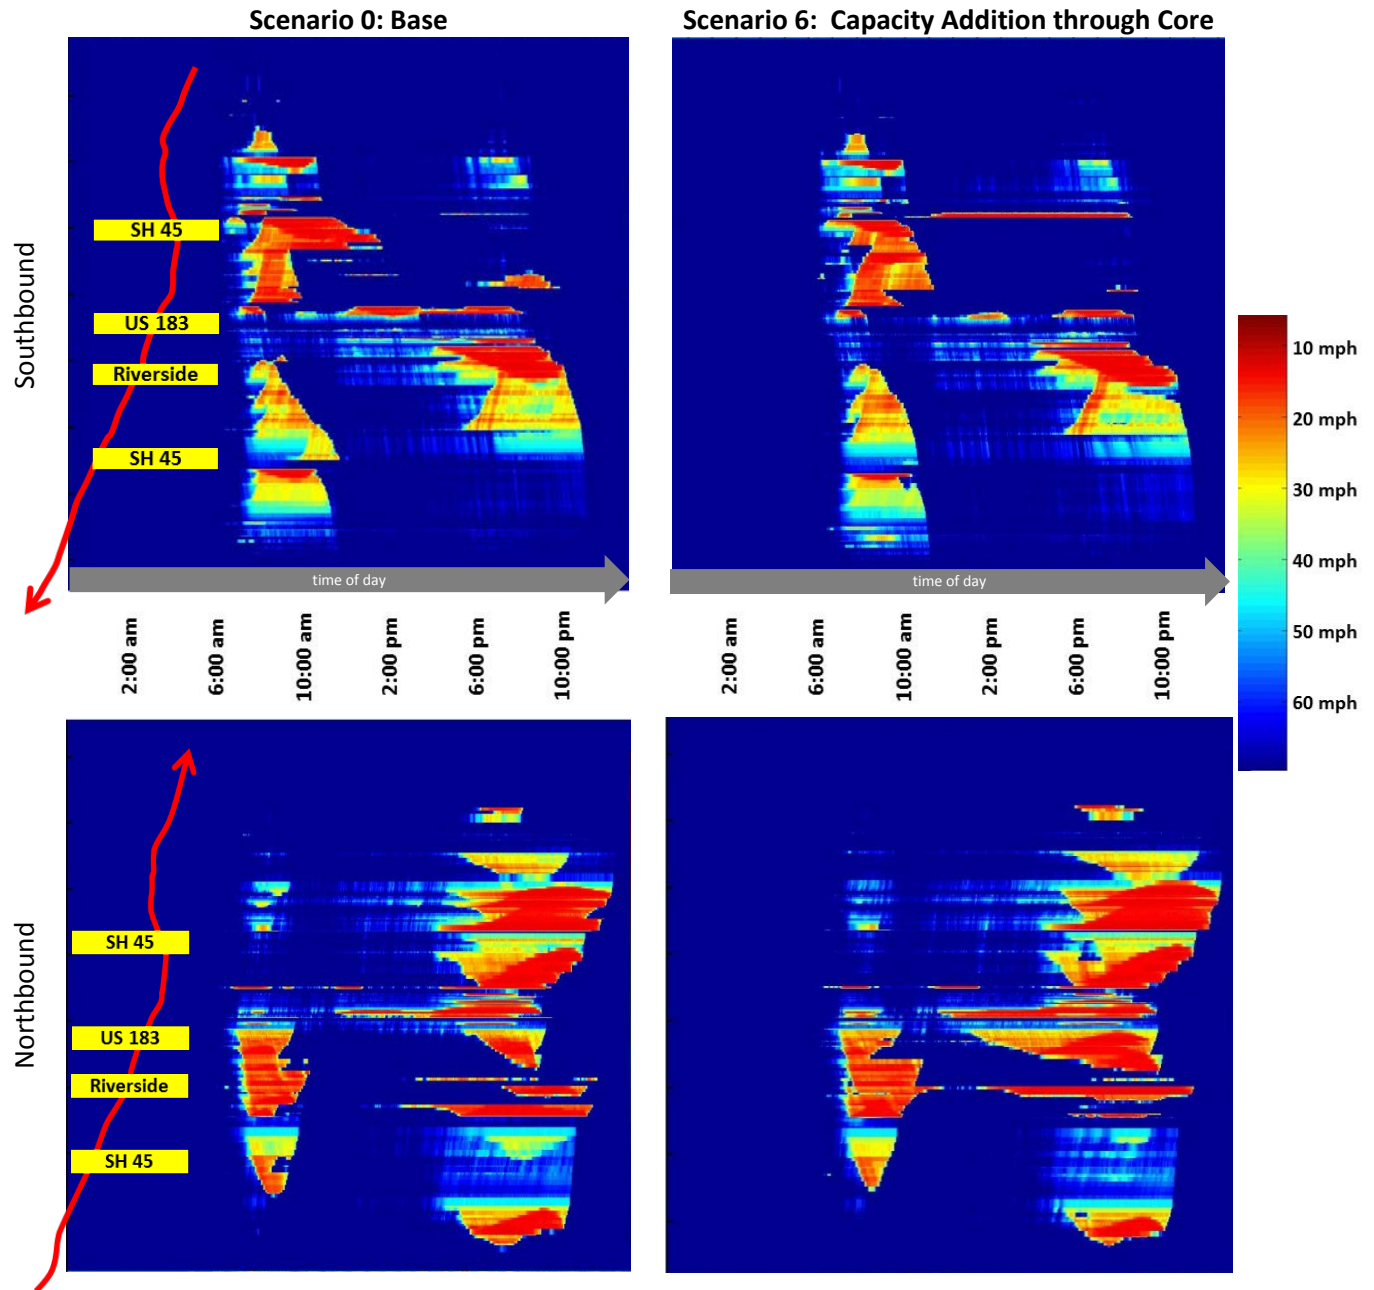 Scenario 0: Base
Scenario 6:  Capacity Addition through Core
Southbound
SH 45
US 183
Riverside
SH 45
time of day
time of day
10 mph
20 mph
30 mph
40 mph
50 mph
60 mph
2:00 am
6:00 am
10:00 am
2:00 pm
6:00 pm
10:00 pm
2:00 am
6:00 am
10:00 am
2:00 pm
6:00 pm
10:00 pm
Northbound
SH 45
US 183
Riverside
SH 45